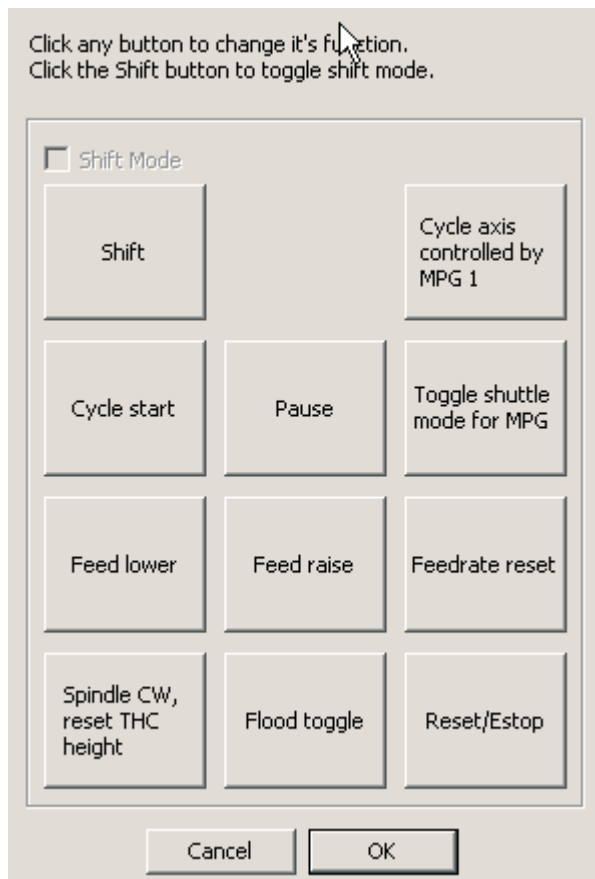 Click any button to change it's function.
Click the Shift button to toggle shift mode.
Shift Mode
Shift
Cycle axis
controlled by
MPG 1
Cycle start
Pause
Toggle shuttle
mode for MPG
Feed lower
Feed raise
Feedrate reset
Spindle CW,
reset THC
height
Flood toggle
Reset/Estop
Cancel
OK